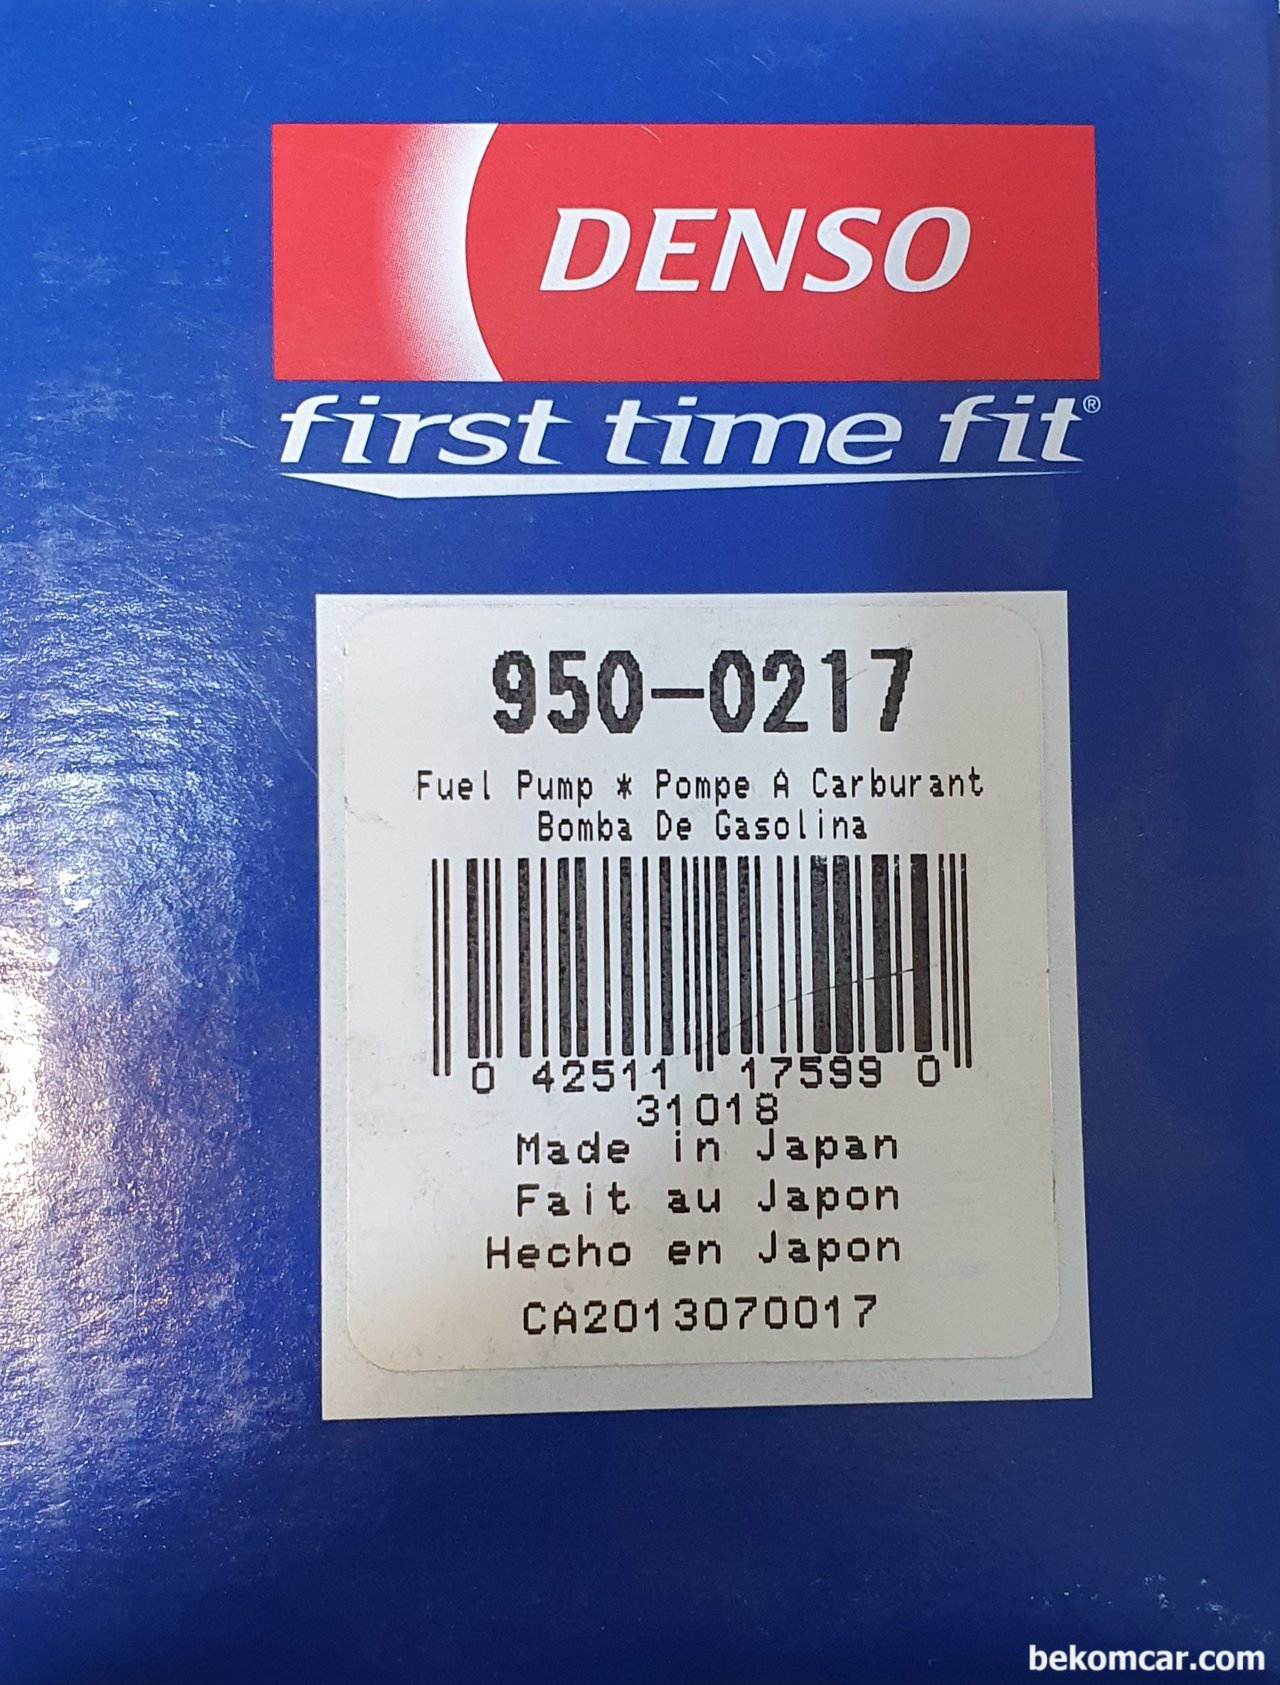 DENSO
first time fit®
950-0217
Fuel Pump * Pompe A Carburant
Bomba De Gasolina
0 42511 17599 0
31018
Made in Japan
Fait au Japon
Hecho en Japon
CA2013070017
bekomcar.com